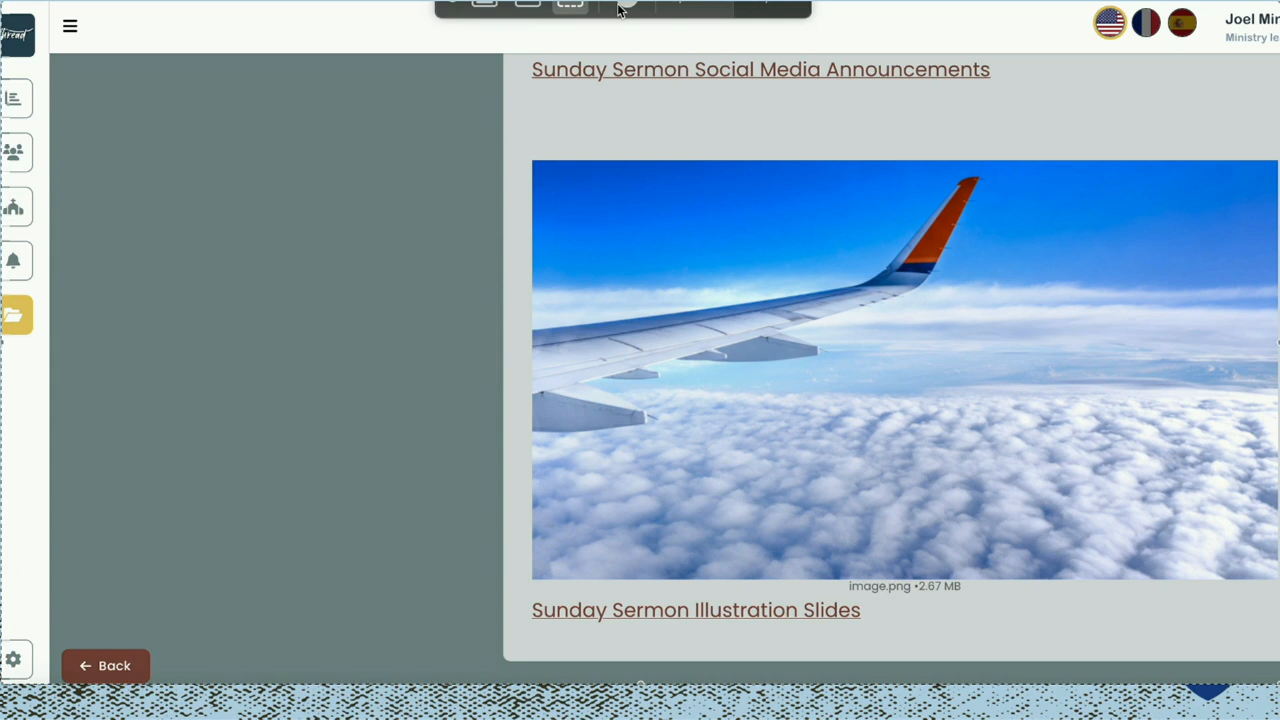 thread
Joel Mir
Ministry le
Sunday Sermon Social Media Announcements
image.png •2.67 MB
Sunday Sermon Illustration Slides
← Back